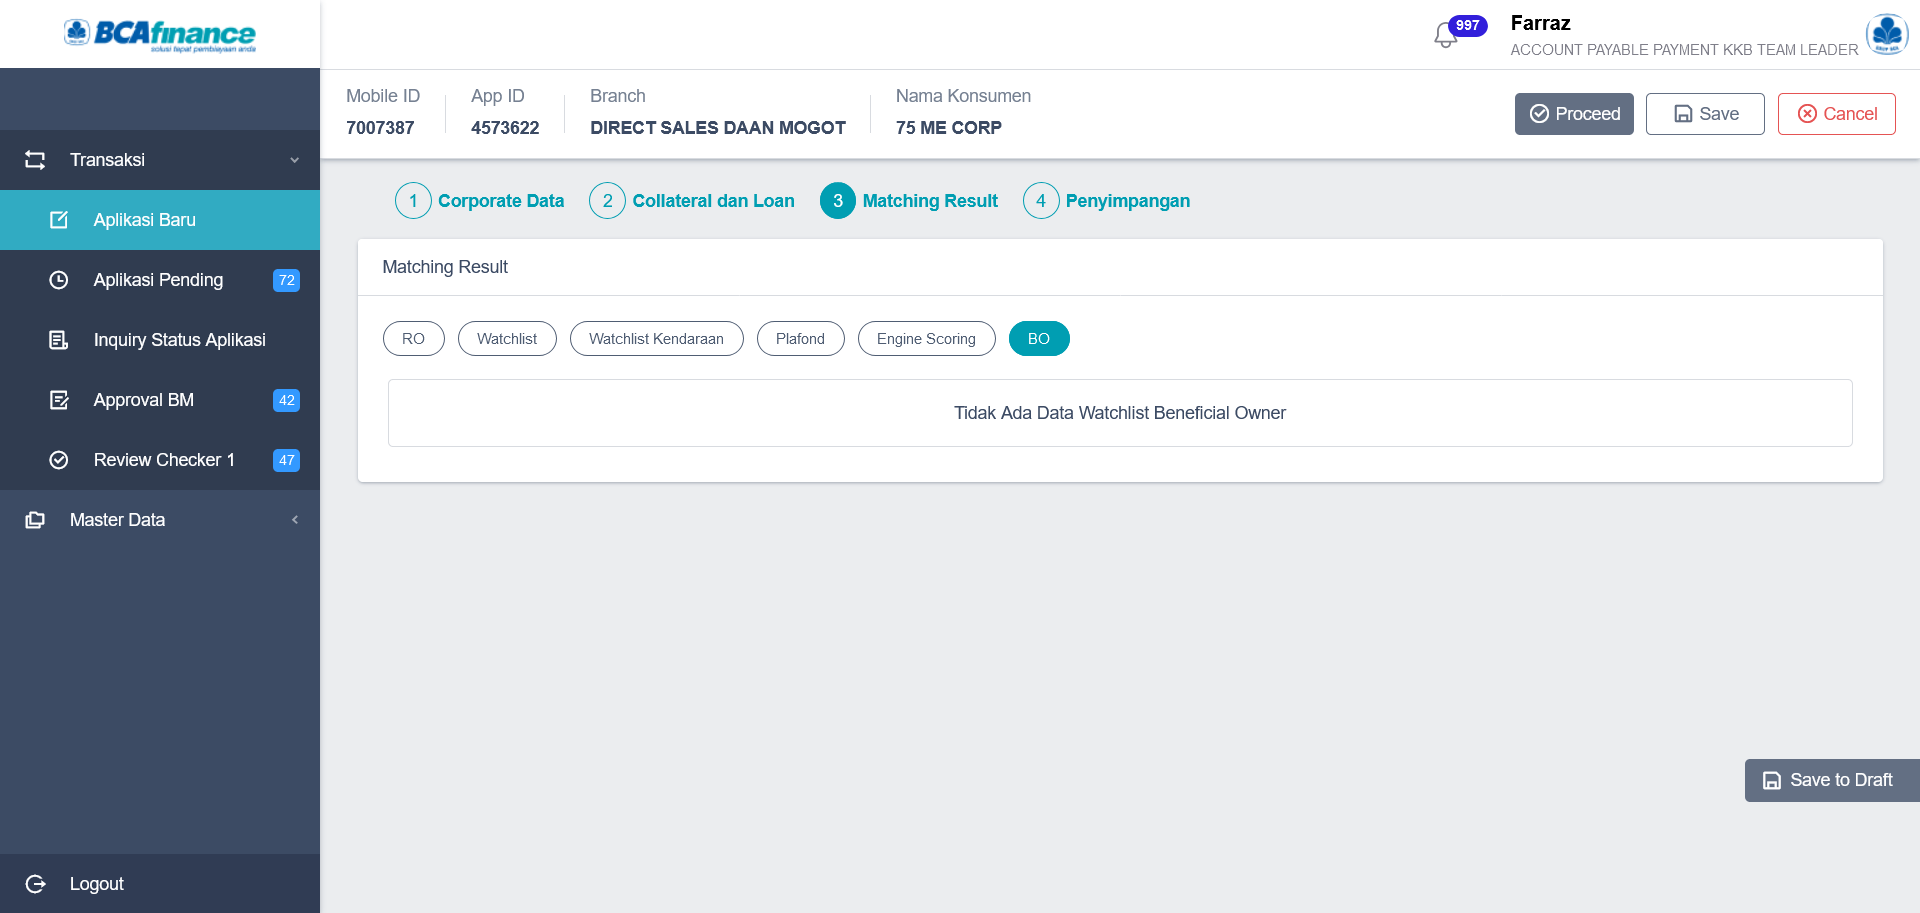 BCAfinance
solusi tepat pembiayaan anda
997
Farraz
ACCOUNT PAYABLE PAYMENT KKB TEAM LEADER
Mobile ID
7007387
App ID
4573622
Branch
DIRECT SALES DAAN MOGOT
Nama Konsumen
75 ME CORP
Proceed
Save
Cancel
Transaksi
Aplikasi Baru
Aplikasi Pending 72
Inquiry Status Aplikasi
Approval BM 42
Review Checker 1 47
Master Data
Logout
1 Corporate Data
2 Collateral dan Loan
3 Matching Result
4 Penyimpangan
Matching Result
RO
Watchlist
Watchlist Kendaraan
Plafond
Engine Scoring
BO
Tidak Ada Data Watchlist Beneficial Owner
Save to Draft